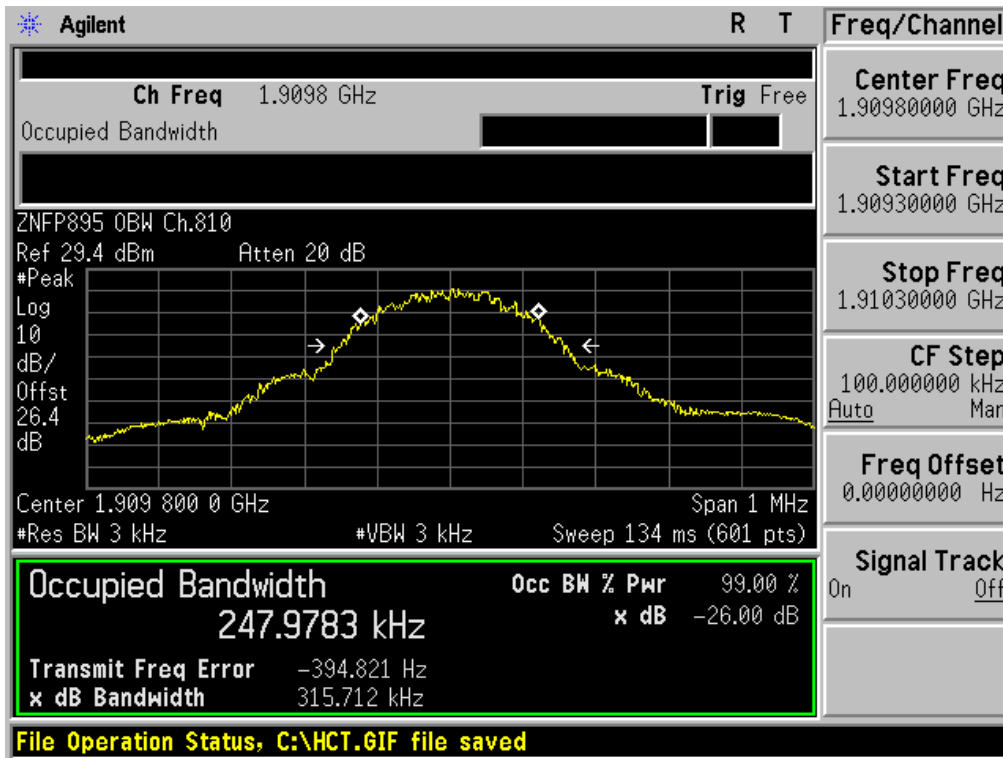 Agilent R T
Ch Freq 1.9098 GHz Trig Free
Occupied Bandwidth
ZNFP895 OBW Ch.810
Ref 29.4 dBm Atten 20 dB
#Peak
Log
10
dB/
Offst
26.4
dB
Center 1.909 800 0 GHz Span 1 MHz
#Res BW 3 kHz #VBW 3 kHz Sweep 134 ms (601 pts)
Occupied Bandwidth
247.9783 kHz
Occ BW % Pwr 99.00 %
x dB -26.00 dB
Transmit Freq Error -394.821 Hz
x dB Bandwidth 315.712 kHz
File Operation Status, C:\HCT.GIF file saved
Freq/Channel
Center Freq
1.90980000 GHz
Start Freq
1.90930000 GHz
Stop Freq
1.91030000 GHz
CF Step
100.000000 kHz
Auto Man
Freq Offset
0.00000000 Hz
Signal Track
On Off